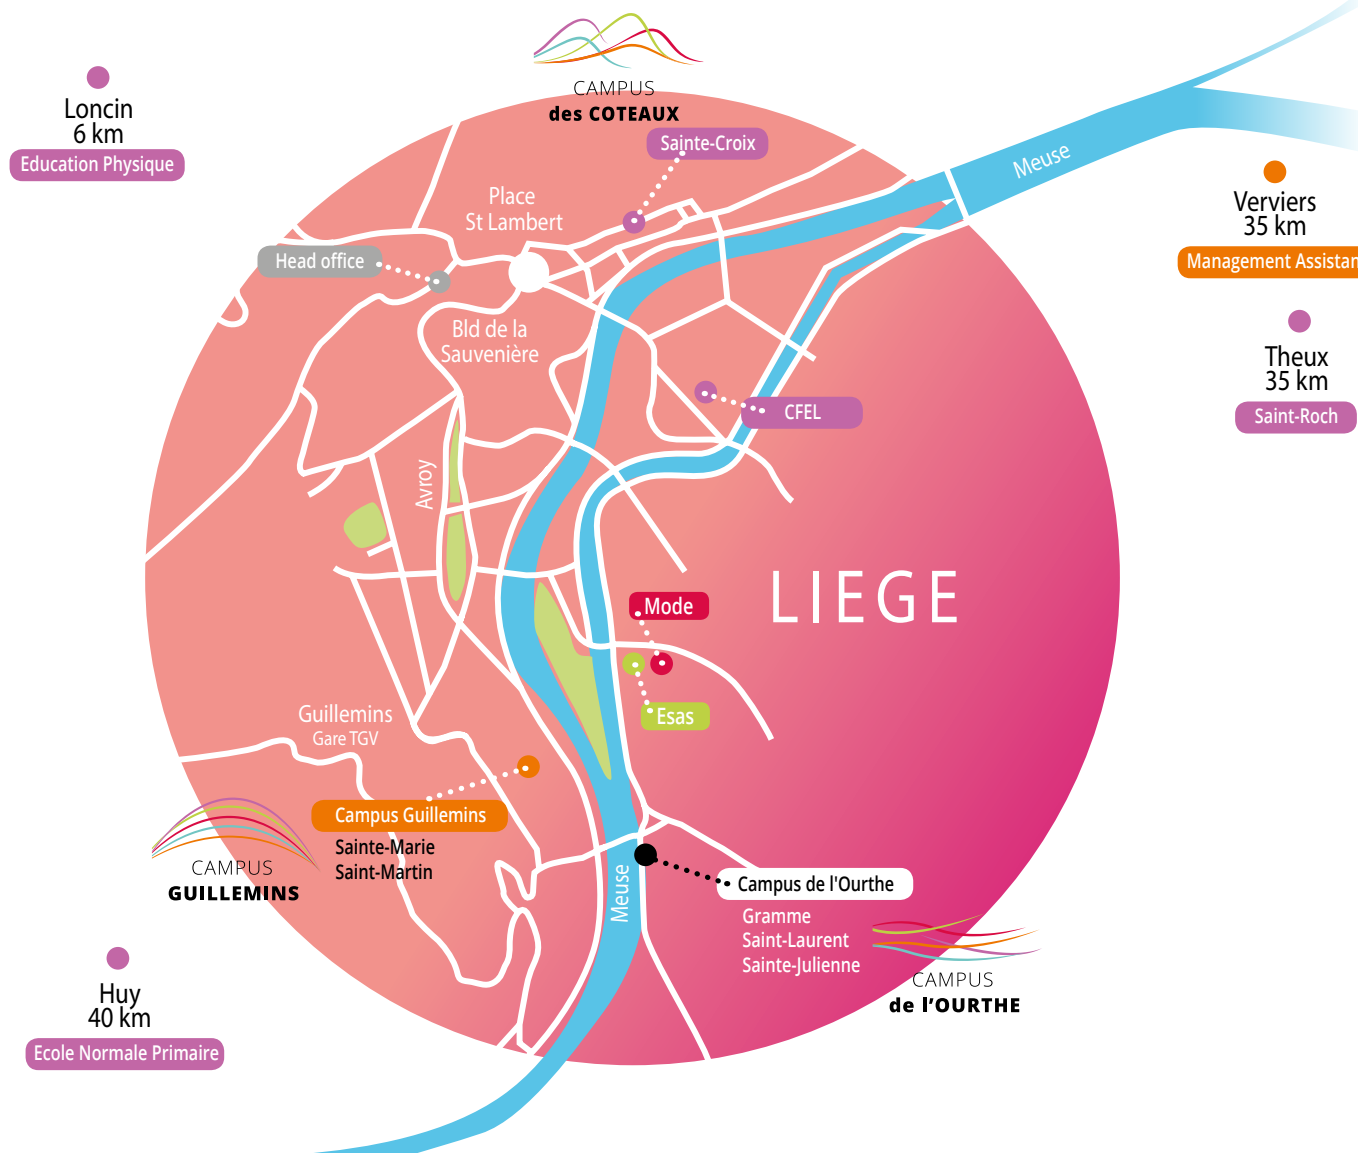 CAMPUS
des COTEAUX
Loncin
6 km
Education Physique
Sainte-Croix
Meuse
Place
St Lambert
Verviers
35 km
Management Assistan
Head office
Bld de la
Sauvenière
Theux
35 km
Saint-Roch
CFEL
Avroy
LIEGE
Mode
Esas
Guillemins
Gare TGV
Campus Guillemins
Sainte-Marie
Saint-Martin
CAMPUS
GUILLEMINS
Meuse
Campus de l'Ourthe
Gramme
Saint-Laurent
Sainte-Julienne
CAMPUS
de l’OURTHE
Huy
40 km
Ecole Normale Primaire